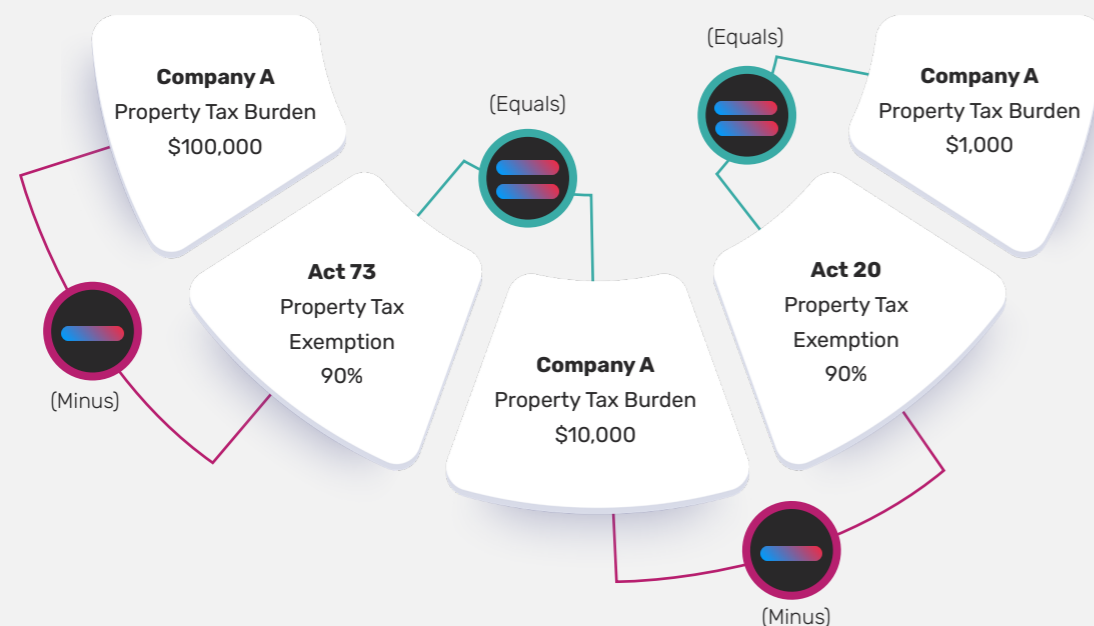 Company A
Property Tax Burden
$100,000
(Minus)
Act 73
Property Tax
Exemption
90%
(Equals)
Company A
Property Tax Burden
$10,000
(Minus)
Act 20
Property Tax
Exemption
90%
(Equals)
Company A
Property Tax Burden
$1,000